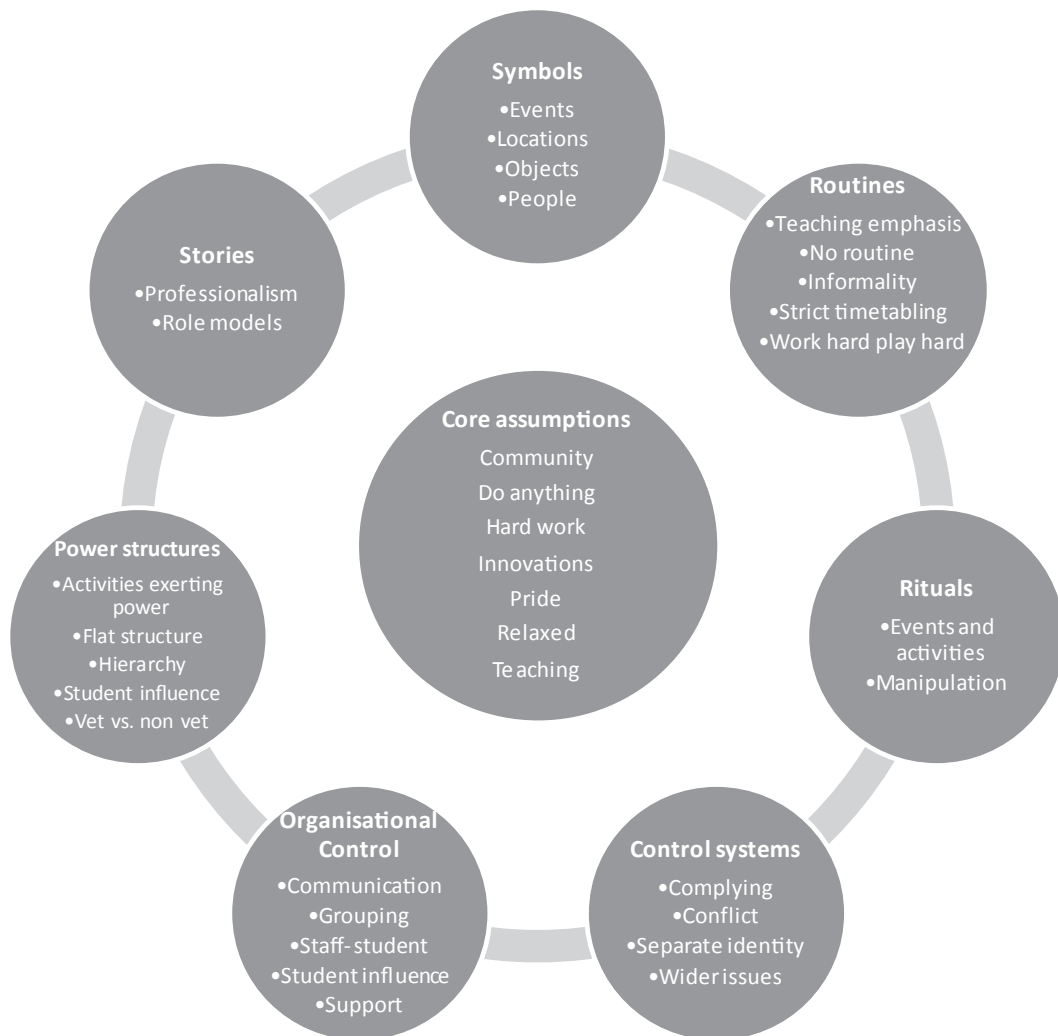 Symbols
•Events
•Locations
•Objects
•People
Routines
•Teaching emphasis
•No routine
•Informality
•Strict timetabling
•Work hard play hard
Rituals
•Events and
activities
•Manipulation
Control systems
•Complying
•Conflict
•Separate identity
•Wider issues
Organisational
Control
•Communication
•Grouping
•Staff-student
•Student influence
•Support
Power structures
•Activities exerting
power
•Flat structure
•Hierarchy
•Student influence
•Vet vs. non vet
Stories
•Professionalism
•Role models
Core assumptions
Community
Do anything
Hard work
Innovations
Pride
Relaxed
Teaching